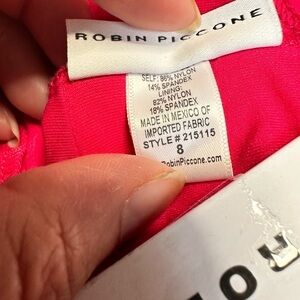 ROBIN PICCONE
SELF: 86% NYLON
14% SPANDEX
LINING:
82% NYLON
18% SPANDEX
MADE IN MEXICO OF
IMPORTED FABRIC
STYLE # 215115
8
RobinPiccone.com
R O